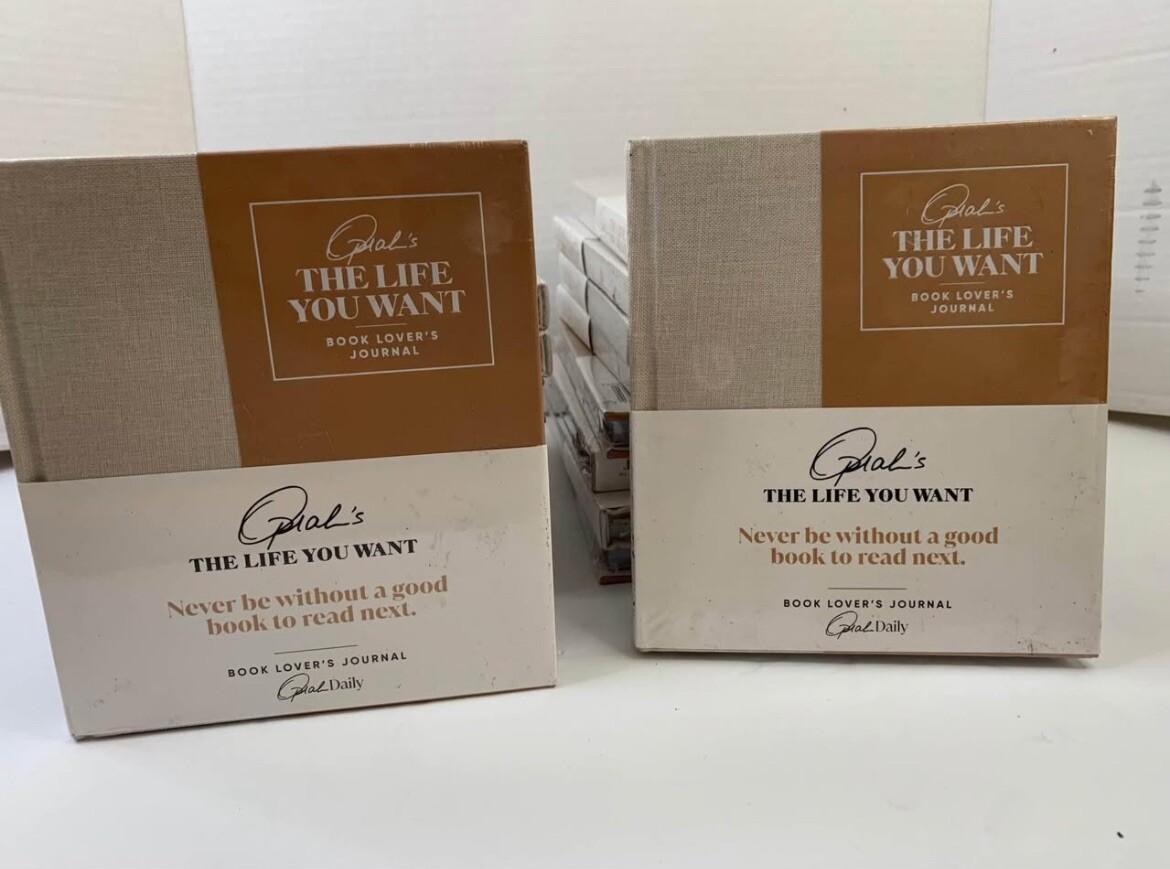 Oprah's
THE LIFE
YOU WANT
BOOK LOVER'S
JOURNAL
Oprah's
THE LIFE YOU WANT
Never be without a good
book to read next.
BOOK LOVER'S JOURNAL
Oprah Daily
Oprah's
THE LIFE
YOU WANT
BOOK LOVER'S
JOURNAL
Oprah's
THE LIFE YOU WANT
Never be without a good
book to read next.
BOOK LOVER'S JOURNAL
Oprah Daily